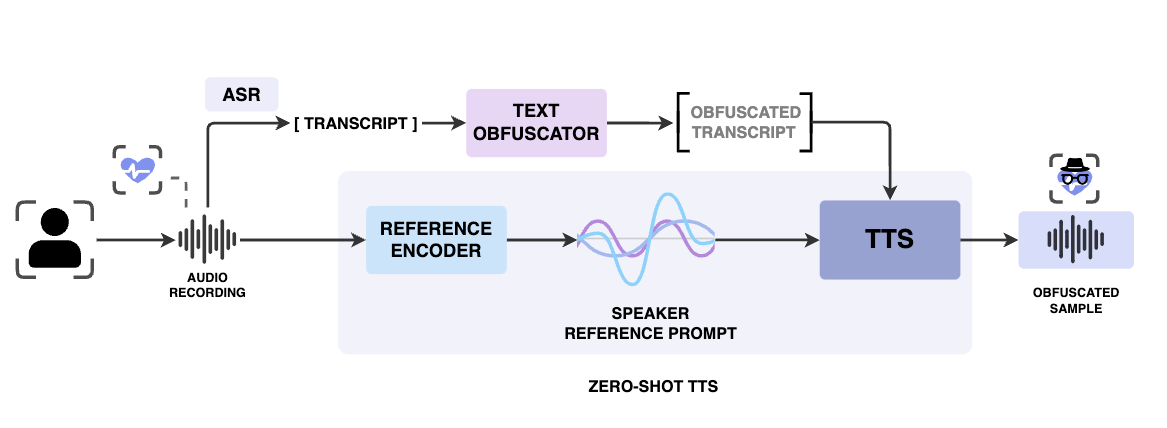 ASR
[ TRANSCRIPT ]
TEXT
OBFUSCATOR
OBFUSCATED
TRANSCRIPT
REFERENCE
ENCODER
TTS
AUDIO
RECORDING
SPEAKER
REFERENCE PROMPT
OBFUSCATED
SAMPLE
ZERO-SHOT TTS